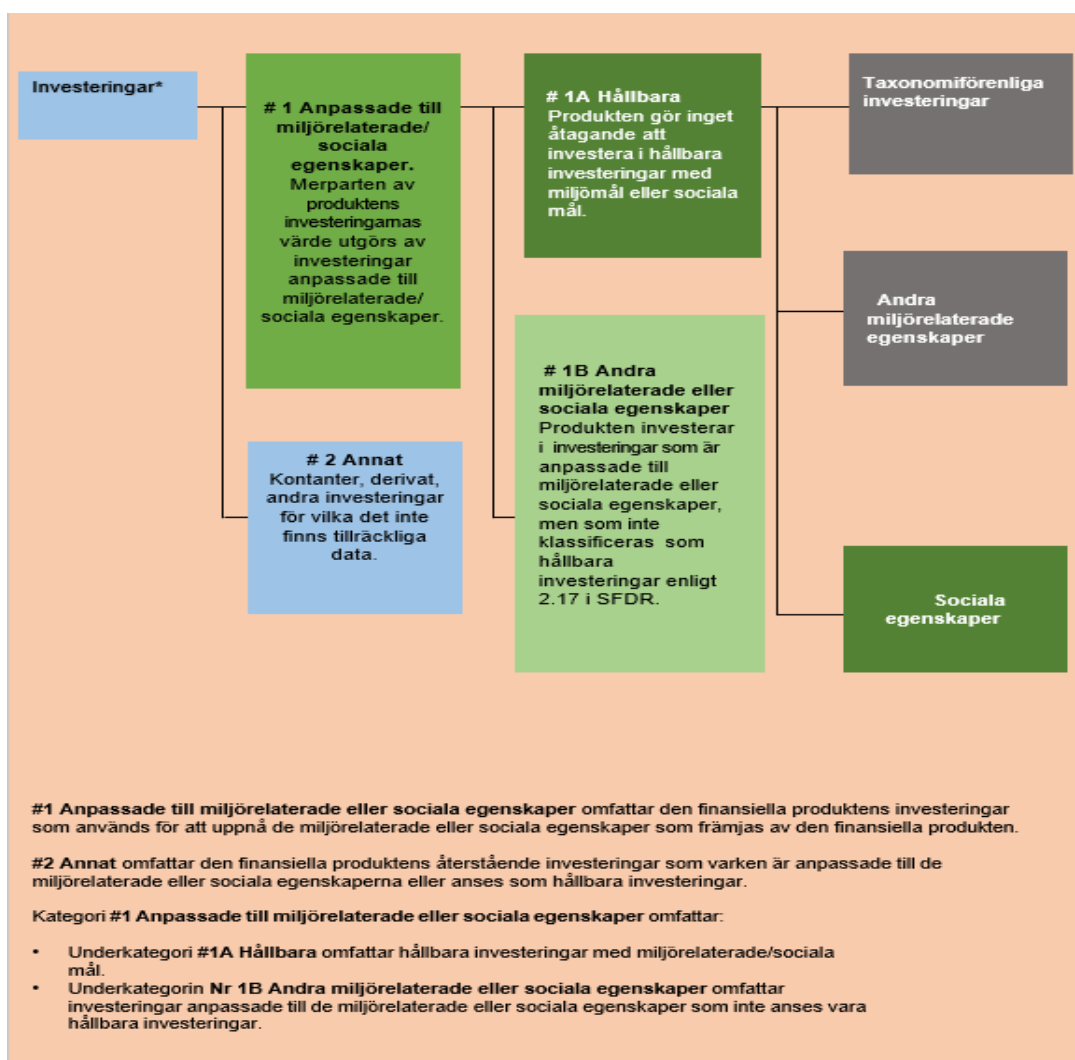 Investeringar*
# 1 Anpassade till
miljörelaterade/
sociala
egenskaper.
Merparten av
produktens
investeringarnas
värde utgörs av
investeringar
anpassade till
miljörelaterade/
sociala egenskaper.
# 2 Annat
Kontanter, derivat,
andra investeringar
för vilka det inte
finns tillräckliga
data.
# 1A Hållbara
Produkten gör inget
åtagande att
investera i hållbara
investeringar med
miljömål eller sociala
mål.
# 1B Andra
miljörelaterade eller
sociala egenskaper
Produkten investerar
i investeringar som är
anpassade till
miljörelaterade eller
sociala egenskaper,
men som inte
klassificeras som
hållbara
investeringar enligt
2.17 i SFDR.
Taxonomiförenliga
investeringar
Andra
miljörelaterade
egenskaper
Sociala
egenskaper
#1 Anpassade till miljörelaterade eller sociala egenskaper omfattar den finansiella produktens investeringar
som används för att uppnå de miljörelaterade eller sociala egenskaper som främjas av den finansiella produkten.
#2 Annat omfattar den finansiella produktens återstående investeringar som varken är anpassade till de
miljörelaterade eller sociala egenskaperna eller anses som hållbara investeringar.
Kategori #1 Anpassade till miljörelaterade eller sociala egenskaper omfattar:
• Underkategori #1A Hållbara omfattar hållbara investeringar med miljörelaterade/sociala
mål.
• Underkategorin Nr 1B Andra miljörelaterade eller sociala egenskaper omfattar
investeringar anpassade till de miljörelaterade eller sociala egenskaper som inte anses vara
hållbara investeringar.